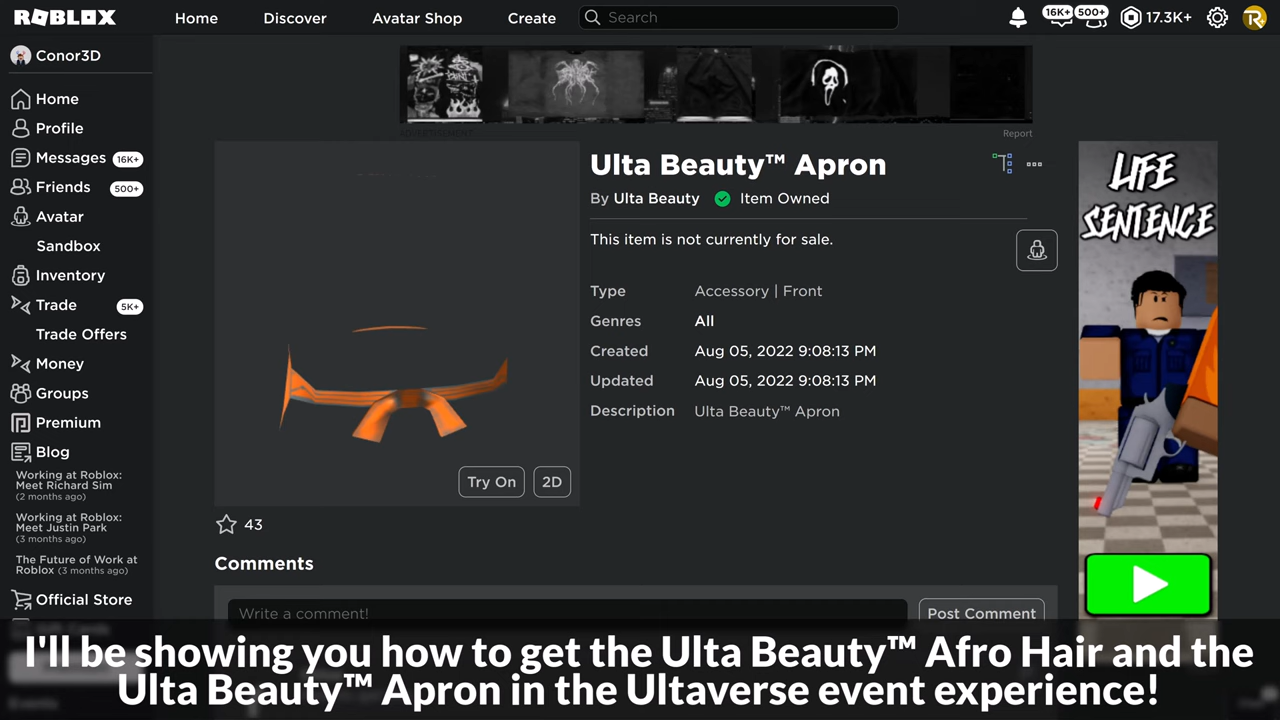 ROBLOX
Home
Discover
Avatar Shop
Create
Search
16K+
500+
17.3K+
Conor3D
Home
Profile
Messages
16K+
Friends
500+
Avatar
Sandbox
Inventory
Trade
5K+
Trade Offers
Money
Groups
Premium
Blog
Working at Roblox:
Meet Richard Sim
(2 months ago)
Working at Roblox:
Meet Justin Park
(3 months ago)
The Future of Work at
Roblox (3 months ago)
Official Store
Events
ADVERTISEMENT
Report
Ulta Beauty™ Apron
By Ulta Beauty
Item Owned
This item is not currently for sale.
Type
Accessory | Front
Genres
All
Created
Aug 05, 2022 9:08:13 PM
Updated
Aug 05, 2022 9:08:13 PM
Description
Ulta Beauty™ Apron
Try On
2D
43
Comments
Write a comment!
Post Comment
LIFE
SENTENCE
I'll be showing you how to get the Ulta Beauty™ Afro Hair and the
Ulta Beauty™ Apron in the Ultaverse event experience!